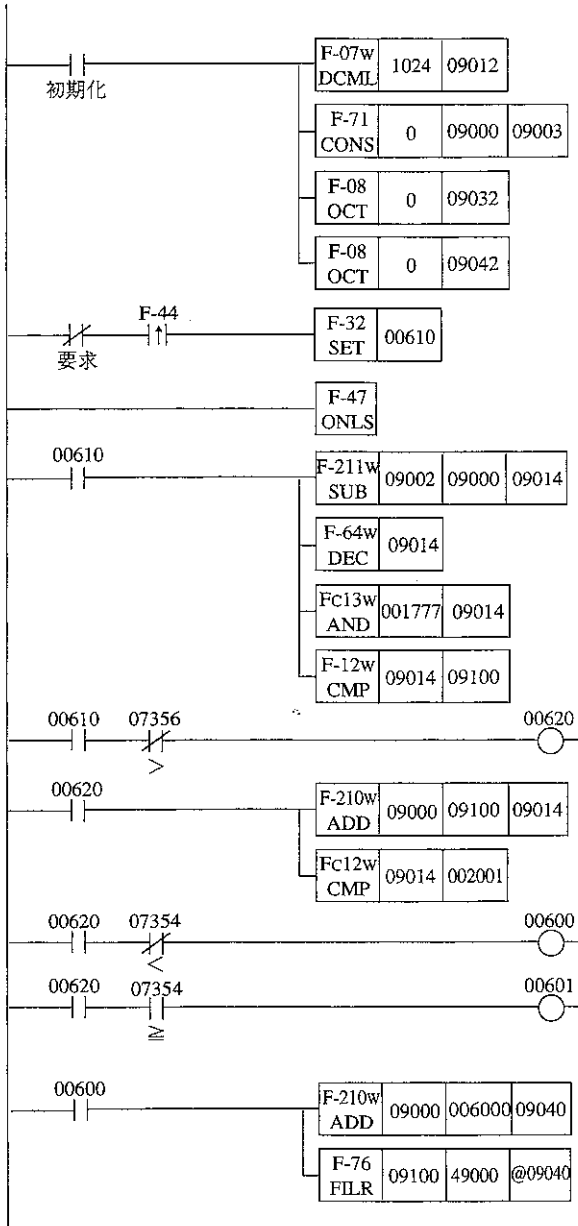 初期化
F-07w DCML 1024 09012
F-71 CONS 0 09000 09003
F-08 OCT 0 09032
F-08 OCT 0 09042
要求
F-44
↑
F-32 SET 00610
F-47 ONLS
00610
F-211w SUB 09002 09000 09014
F-64w DEC 09014
Fc13w AND 001777 09014
F-12w CMP 09014 09100
00610 07356 00620
>
00620
F-210w ADD 09000 09100 09014
Fc12w CMP 09014 002001
00620 07354 00600
<
00620 07354 00601
≧
00600
F-210w ADD 09000 006000 09040
F-76 FILR 09100 49000 @09040